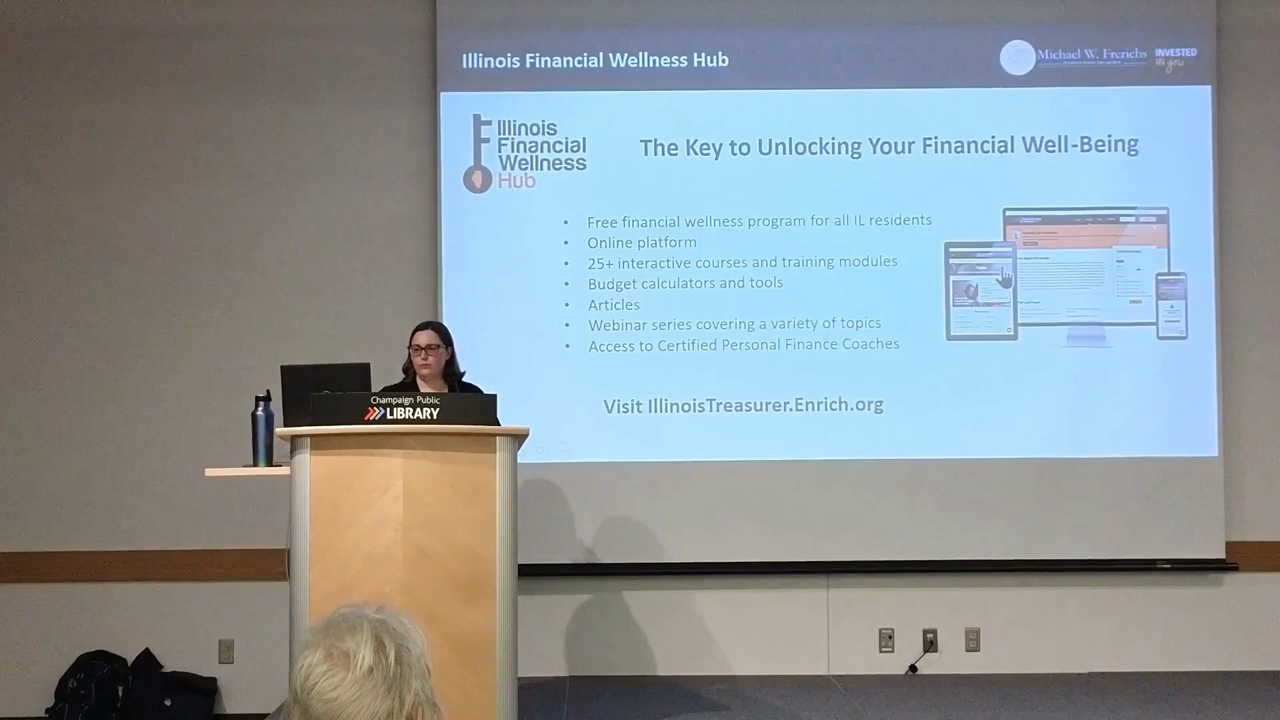 Illinois Financial Wellness Hub
Michael W. Frerichs
INVESTED
IN you
Illinois
Financial
Wellness
Hub
The Key to Unlocking Your Financial Well-Being
• Free financial wellness program for all IL residents
• Online platform
• 25+ interactive courses and training modules
• Budget calculators and tools
• Articles
• Webinar series covering a variety of topics
• Access to Certified Personal Finance Coaches
Visit IllinoisTreasurer.Enrich.org
Champaign Public
LIBRARY